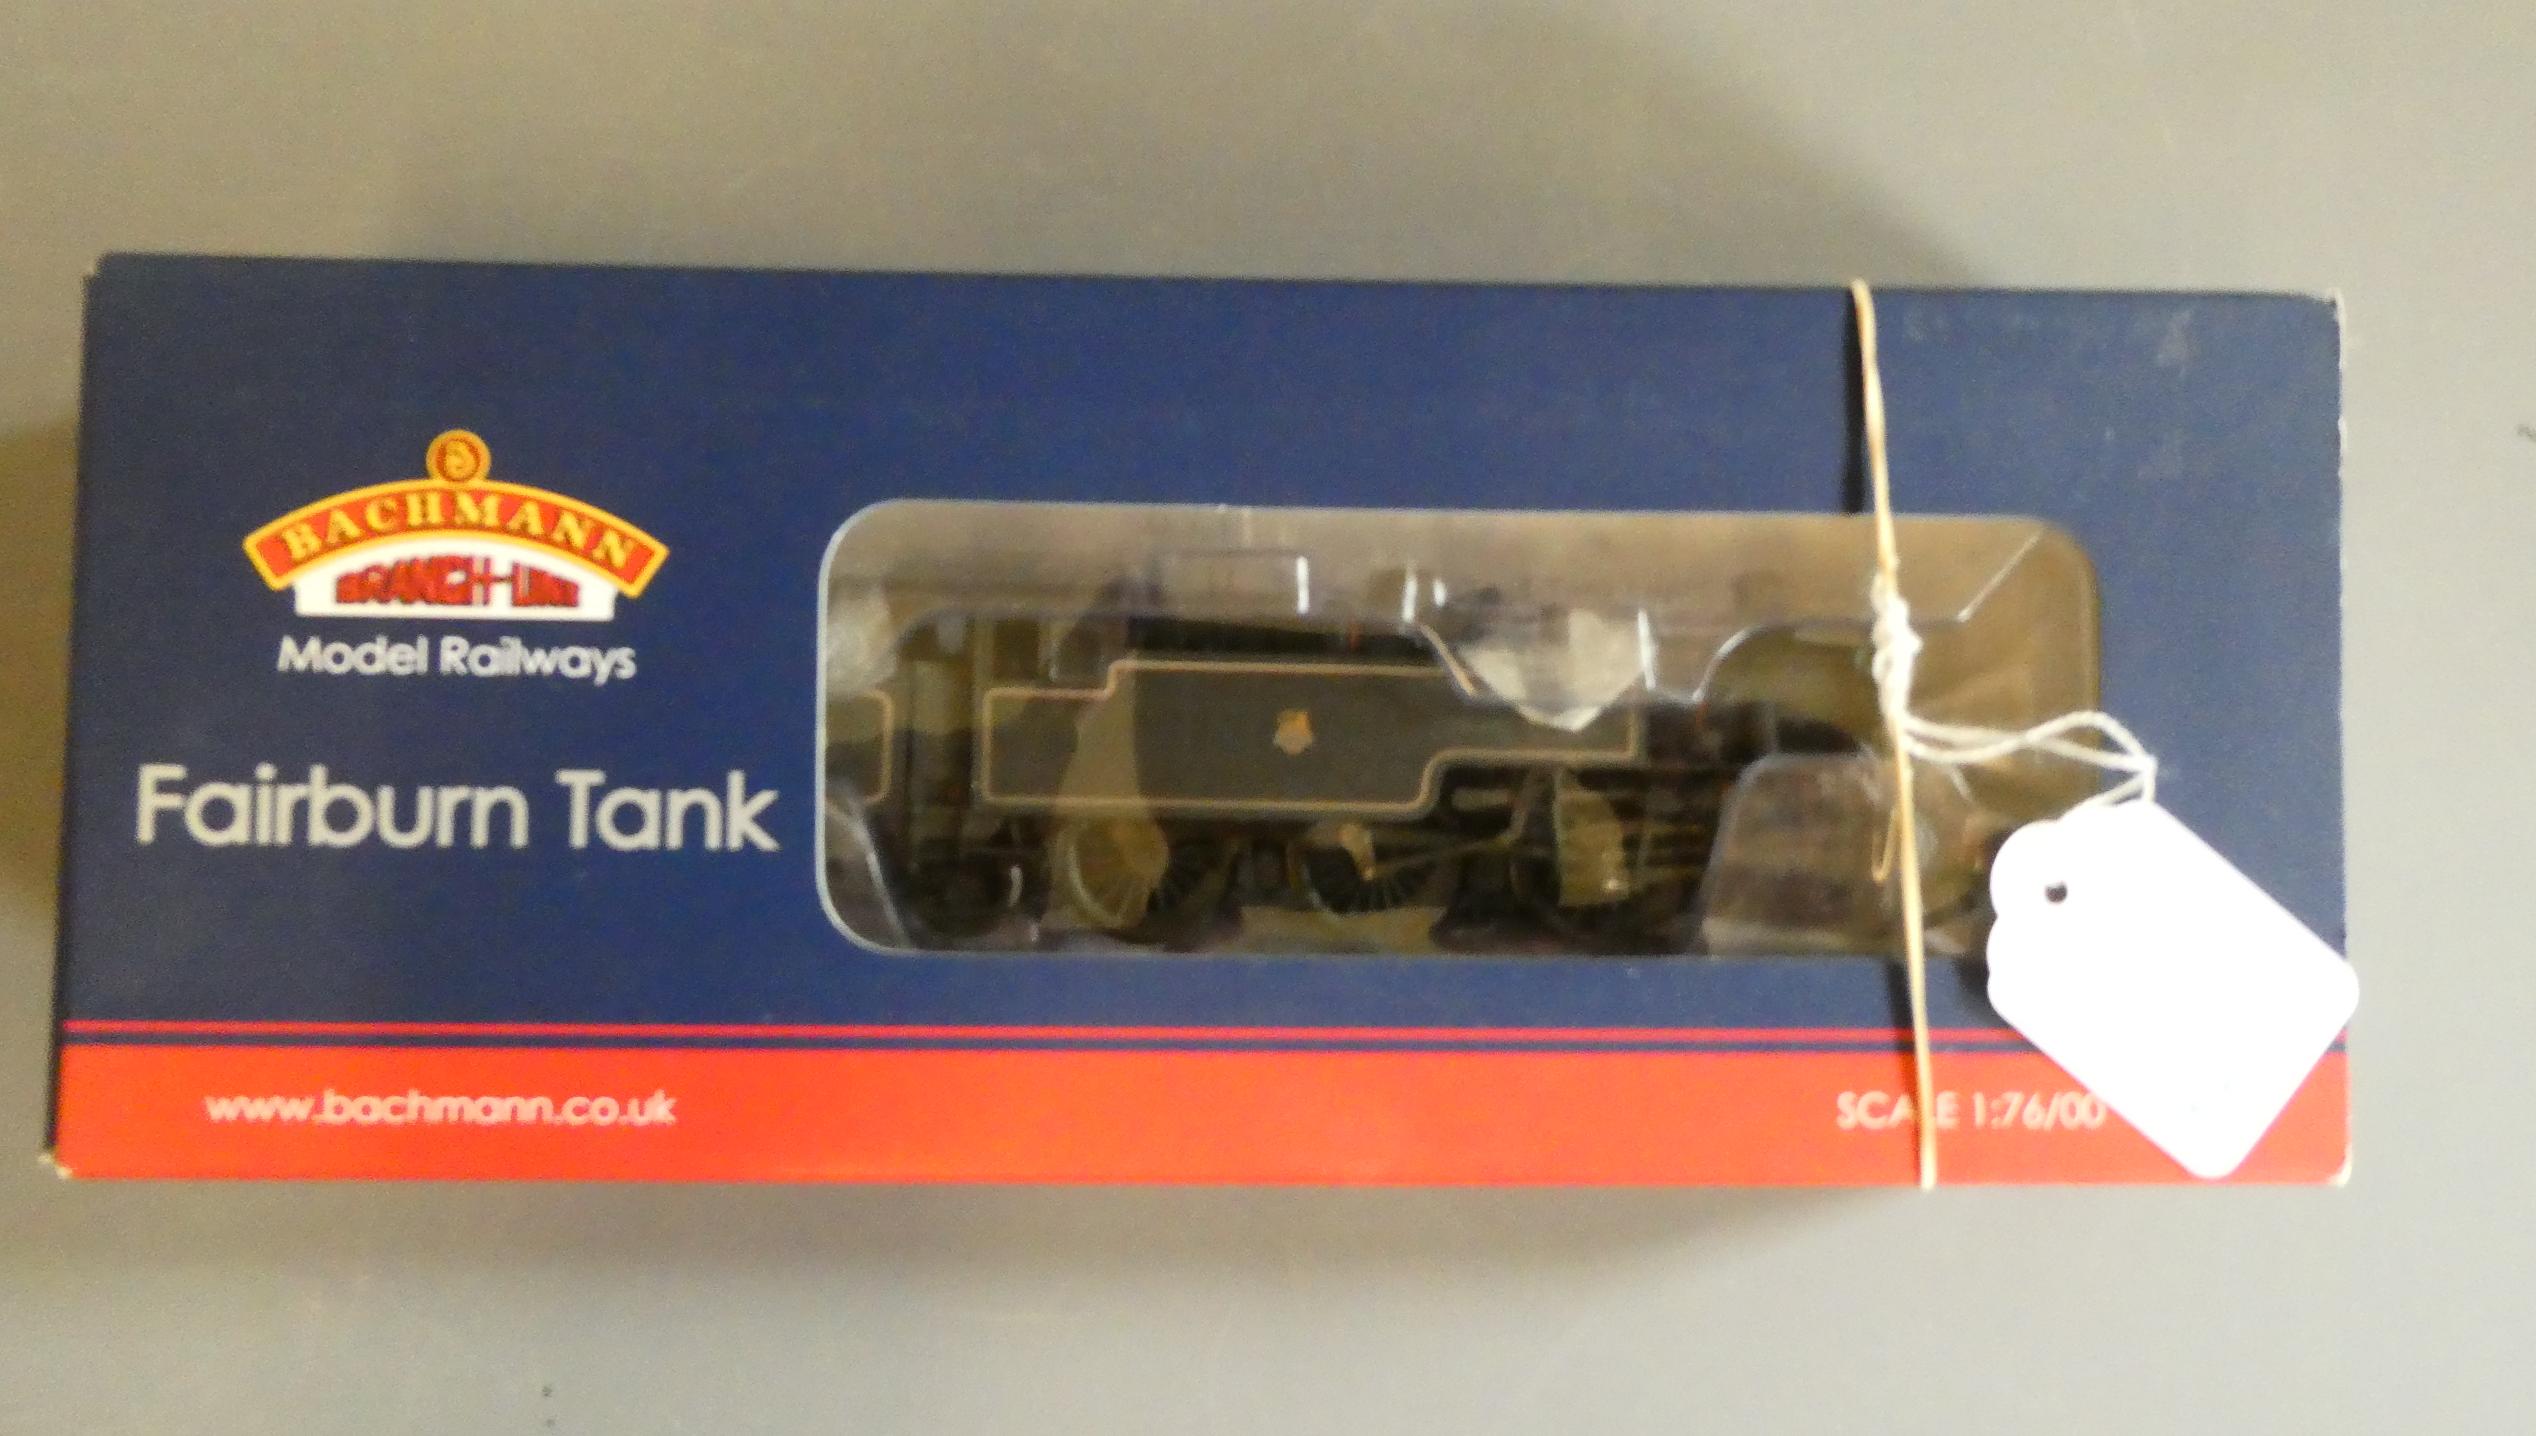 BACHMANN
BRANCH-LINE
Model Railways
Fairburn Tank
www.bachmann.co.uk
SCALE 1:76/00